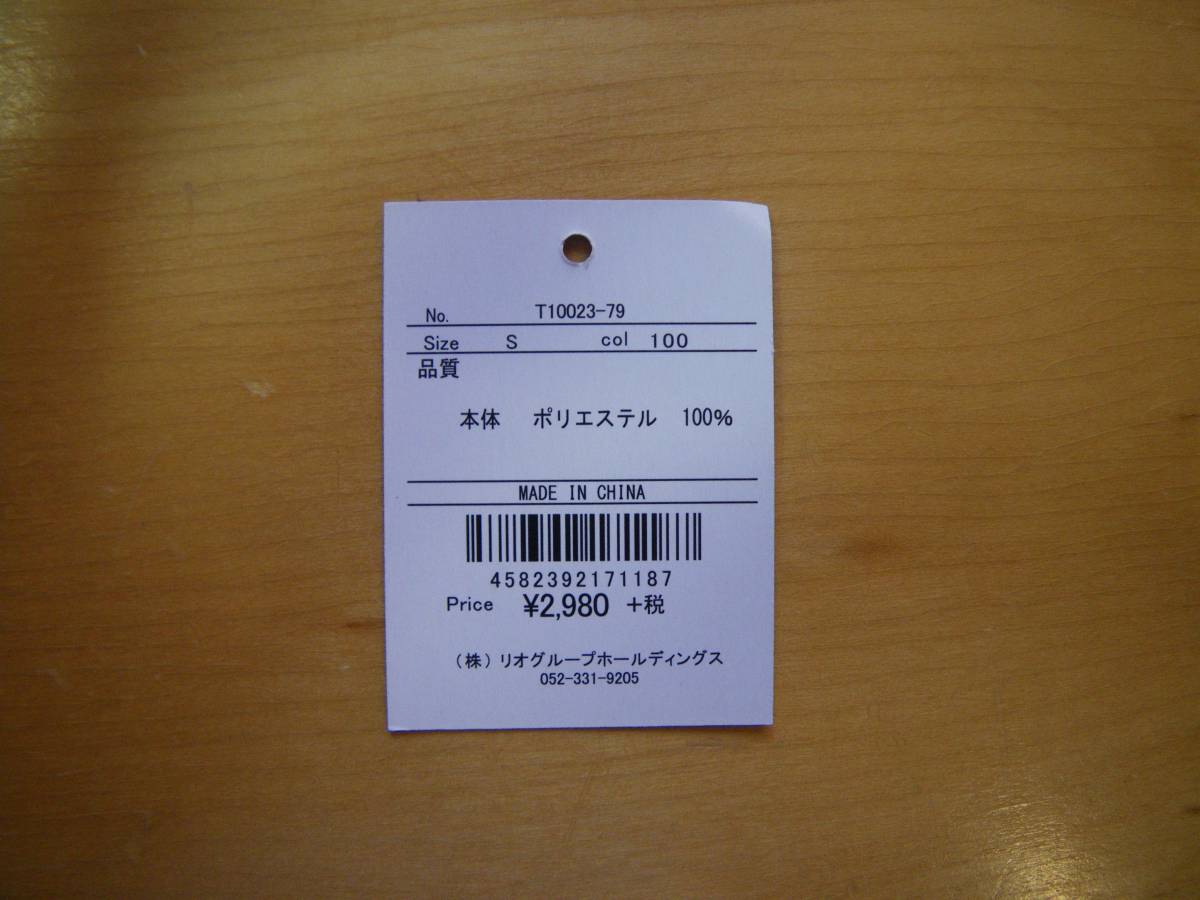 No. T10023-79
Size S col 100
品質
本体 ポリエステル 100%
MADE IN CHINA
4582392171187
Price ¥2,980 +税
(株)リオグループホールディングス
052-331-9205